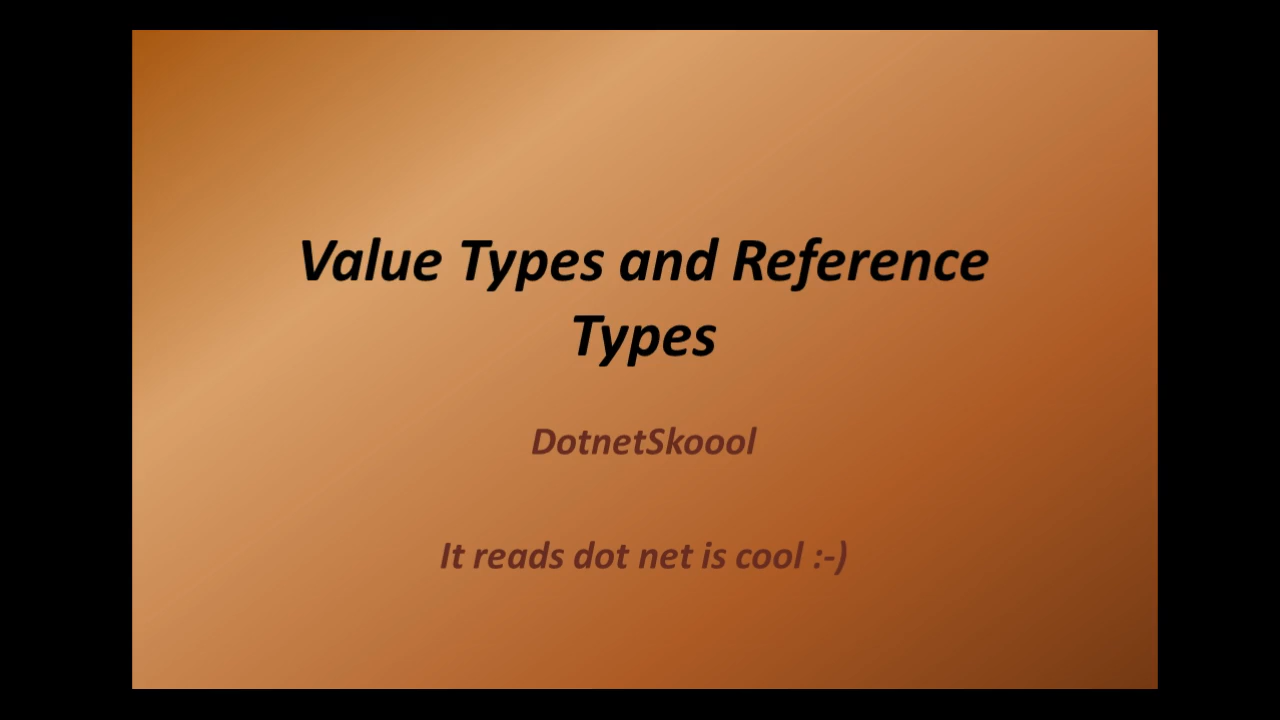 Value Types and Reference
Types
DotnetSkoool
It reads dot net is cool :-)